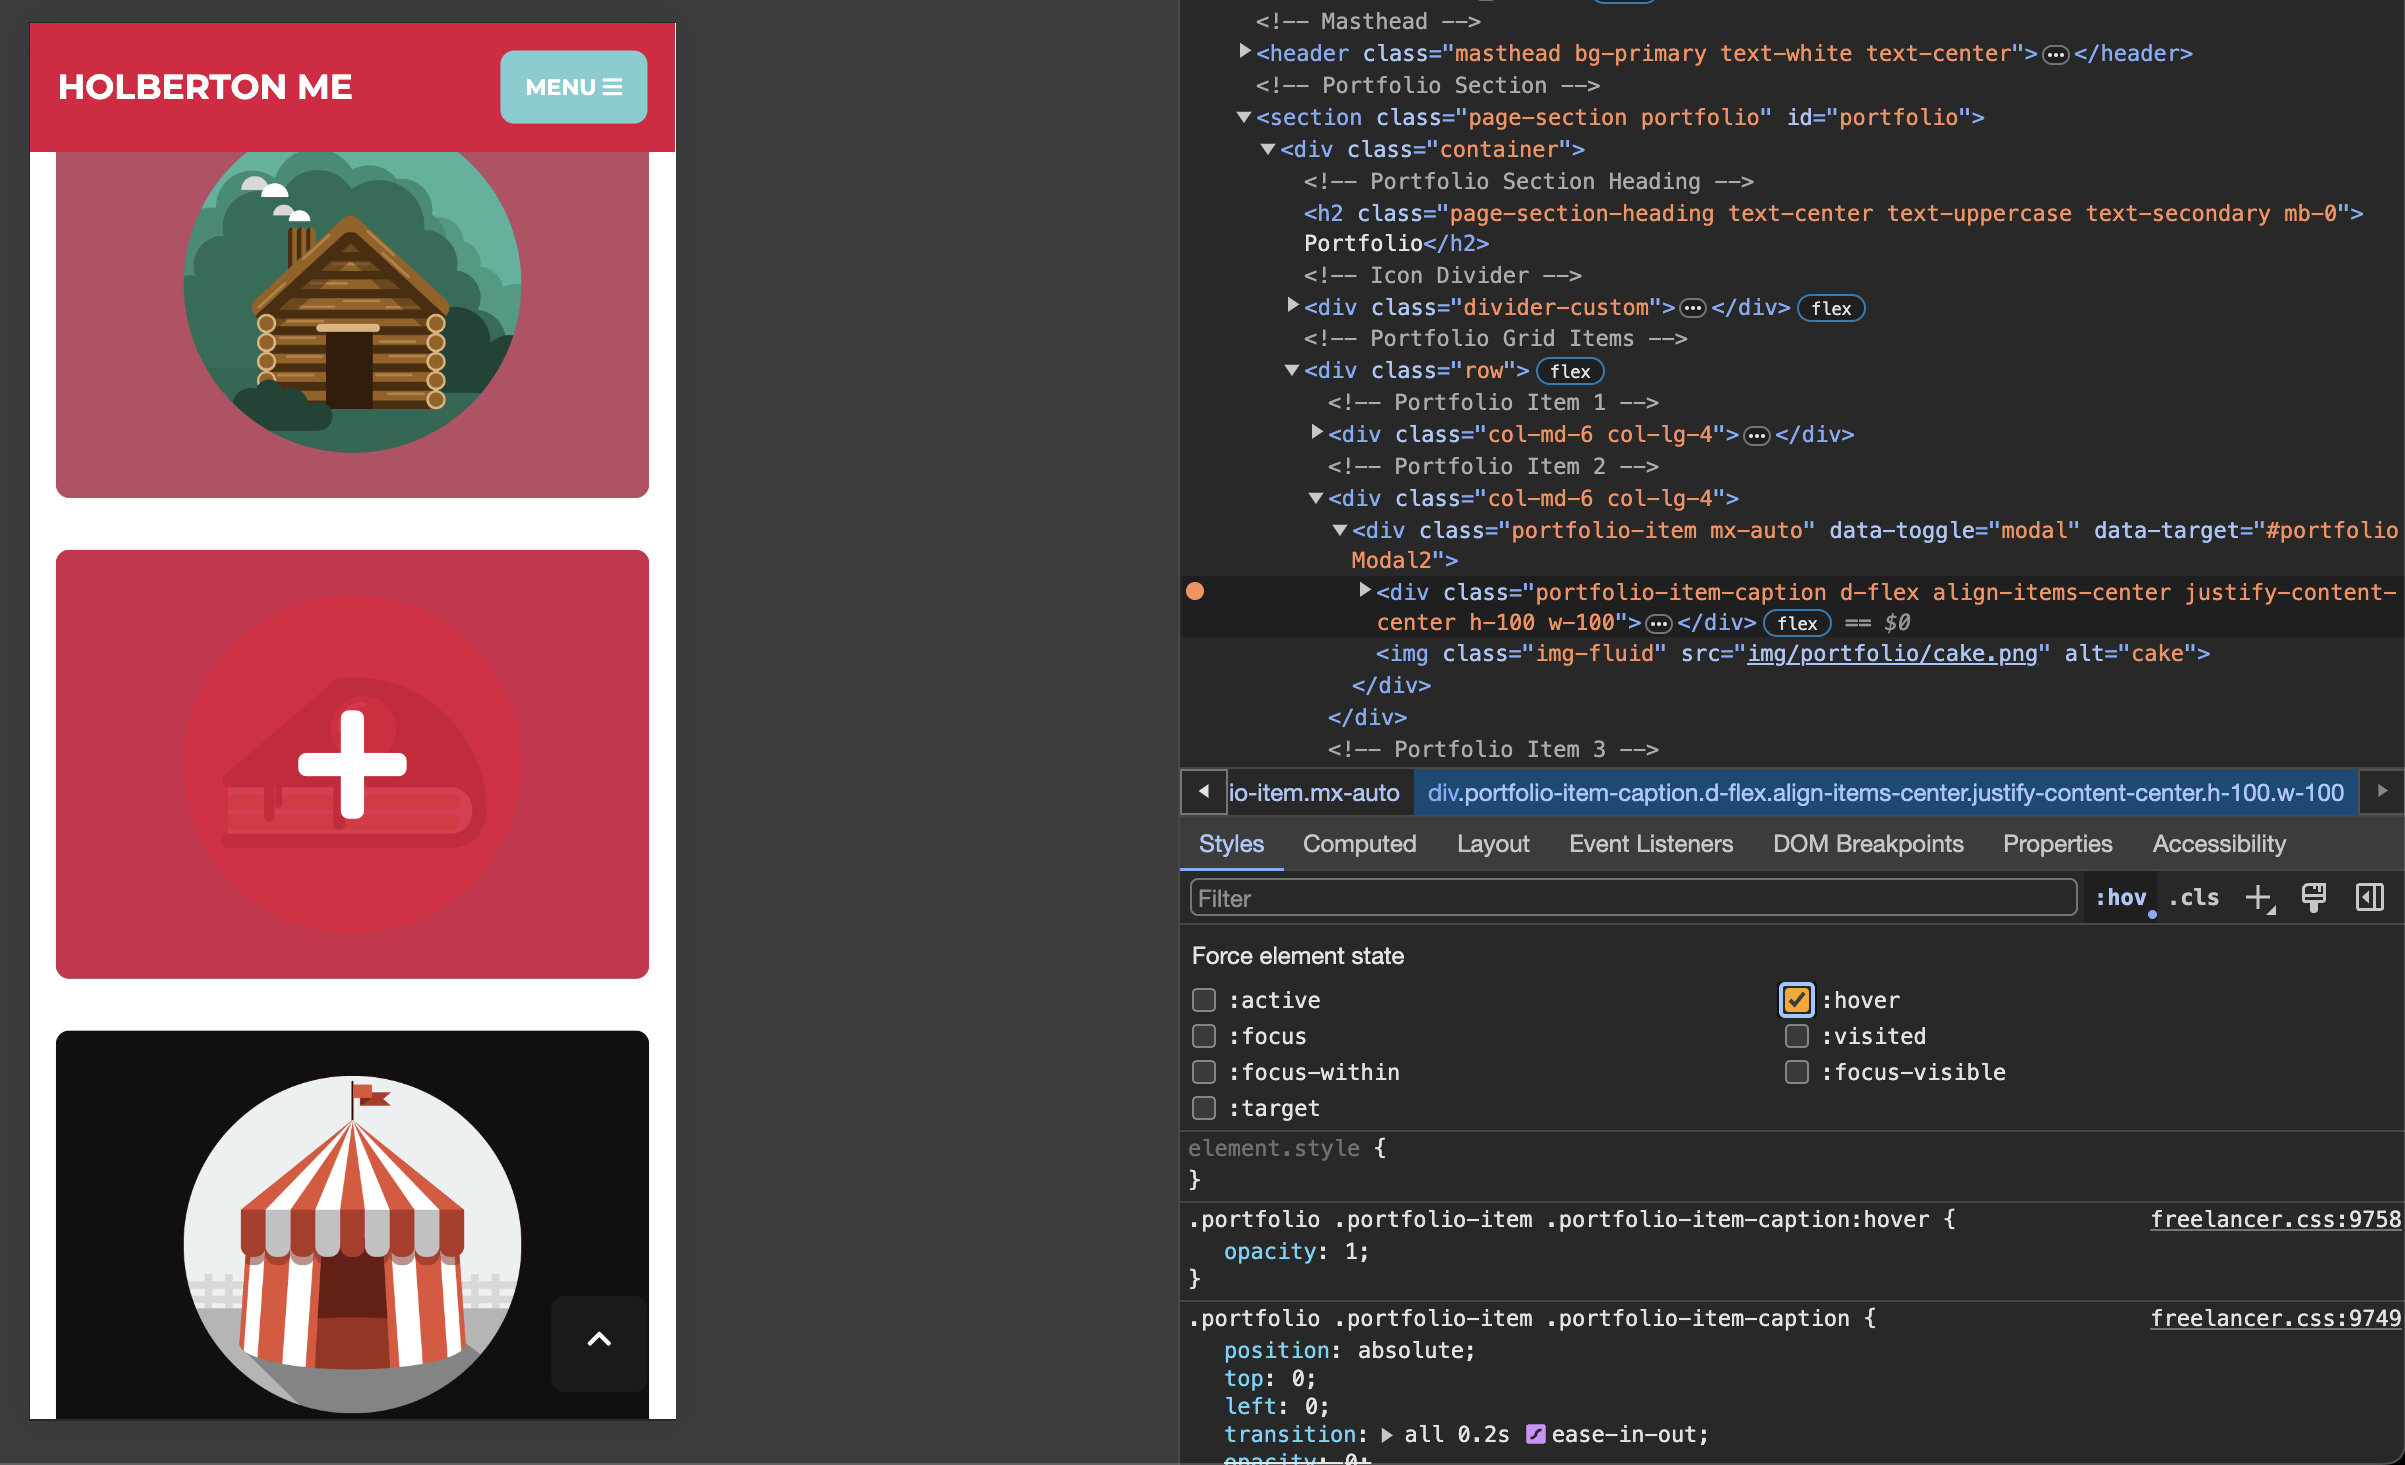 HOLBERTON ME
MENU
<!-- Masthead -->
<header class="masthead bg-primary text-white text-center">…</header>
<!-- Portfolio Section -->
<section class="page-section portfolio" id="portfolio">
<div class="container">
<!-- Portfolio Section Heading -->
<h2 class="page-section-heading text-center text-uppercase text-secondary mb-0">
Portfolio</h2>
<!-- Icon Divider -->
<div class="divider-custom">…</div> flex
<!-- Portfolio Grid Items -->
<div class="row"> flex
<!-- Portfolio Item 1 -->
<div class="col-md-6 col-lg-4">…</div>
<!-- Portfolio Item 2 -->
<div class="col-md-6 col-lg-4">
<div class="portfolio-item mx-auto" data-toggle="modal" data-target="#portfolio
Modal2">
<div class="portfolio-item-caption d-flex align-items-center justify-content-
center h-100 w-100">…</div> flex == $0
<img class="img-fluid" src="img/portfolio/cake.png" alt="cake">
</div>
</div>
<!-- Portfolio Item 3 -->
io-item.mx-auto div.portfolio-item-caption.d-flex.align-items-center.justify-content-center.h-100.w-100
Styles Computed Layout Event Listeners DOM Breakpoints Properties Accessibility
Filter :hov .cls
Force element state
:active :hover
:focus :visited
:focus-within :focus-visible
:target
element.style {
}
.portfolio .portfolio-item .portfolio-item-caption:hover { freelancer.css:9758
opacity: 1;
}
.portfolio .portfolio-item .portfolio-item-caption { freelancer.css:9749
position: absolute;
top: 0;
left: 0;
transition: all 0.2s ease-in-out;
opacity: 0;